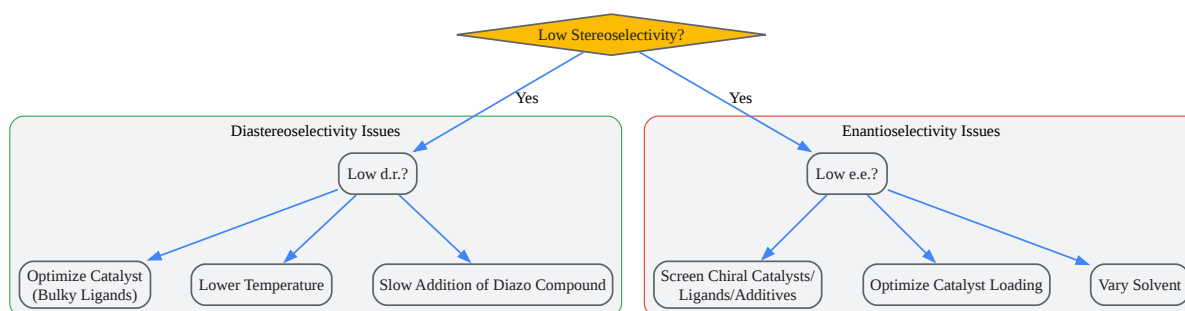 Low Stereoselectivity?
Yes
Yes
Diastereoselectivity Issues
Enantioselectivity Issues
Low d.r.?
Low e.e.?
Optimize Catalyst
(Bulky Ligands)
Lower Temperature
Slow Addition of Diazo Compound
Screen Chiral Catalysts/
Ligands/Additives
Optimize Catalyst Loading
Vary Solvent